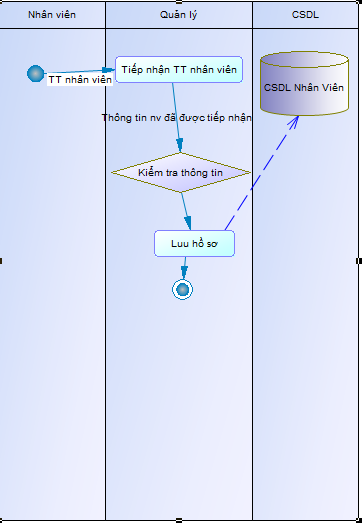 Nhân viên
Quản lý
CSDL
Tiếp nhận TT nhân viên
TT nhân viên
CSDL Nhân Viên
Thông tin nv đã được tiếp nhận
Kiểm tra thông tin
Luu hồ sơ